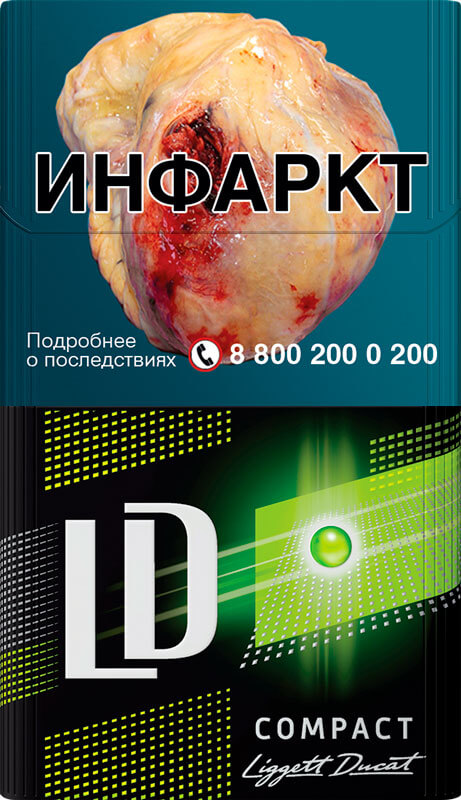 ИНФАРКТ
Подробнее
о последствиях
8 800 200 0 200
LD
COMPACT
Liggett Ducat